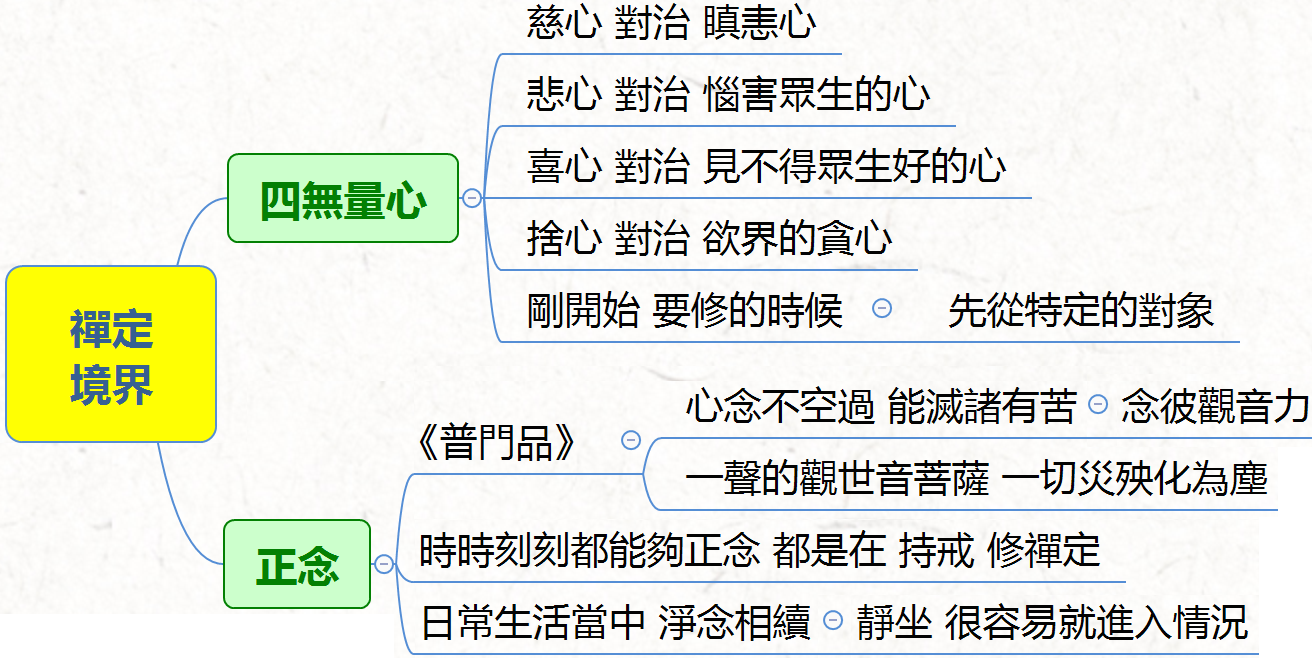 慈心 對治 瞋恚心
悲心 對治 惱害眾生的心
喜心 對治 見不得眾生好的心
捨心 對治 欲界的貪心
剛開始 要修的時候 先從特定的對象
四無量心
禪定
境界
心念不空過 能滅諸有苦 念彼觀音力
《普門品》
一聲的觀世音菩薩 一切災殃化為塵
時時刻刻都能夠正念 都是在 持戒 修禪定
正念
日常生活當中 淨念相續 靜坐 很容易就進入情況